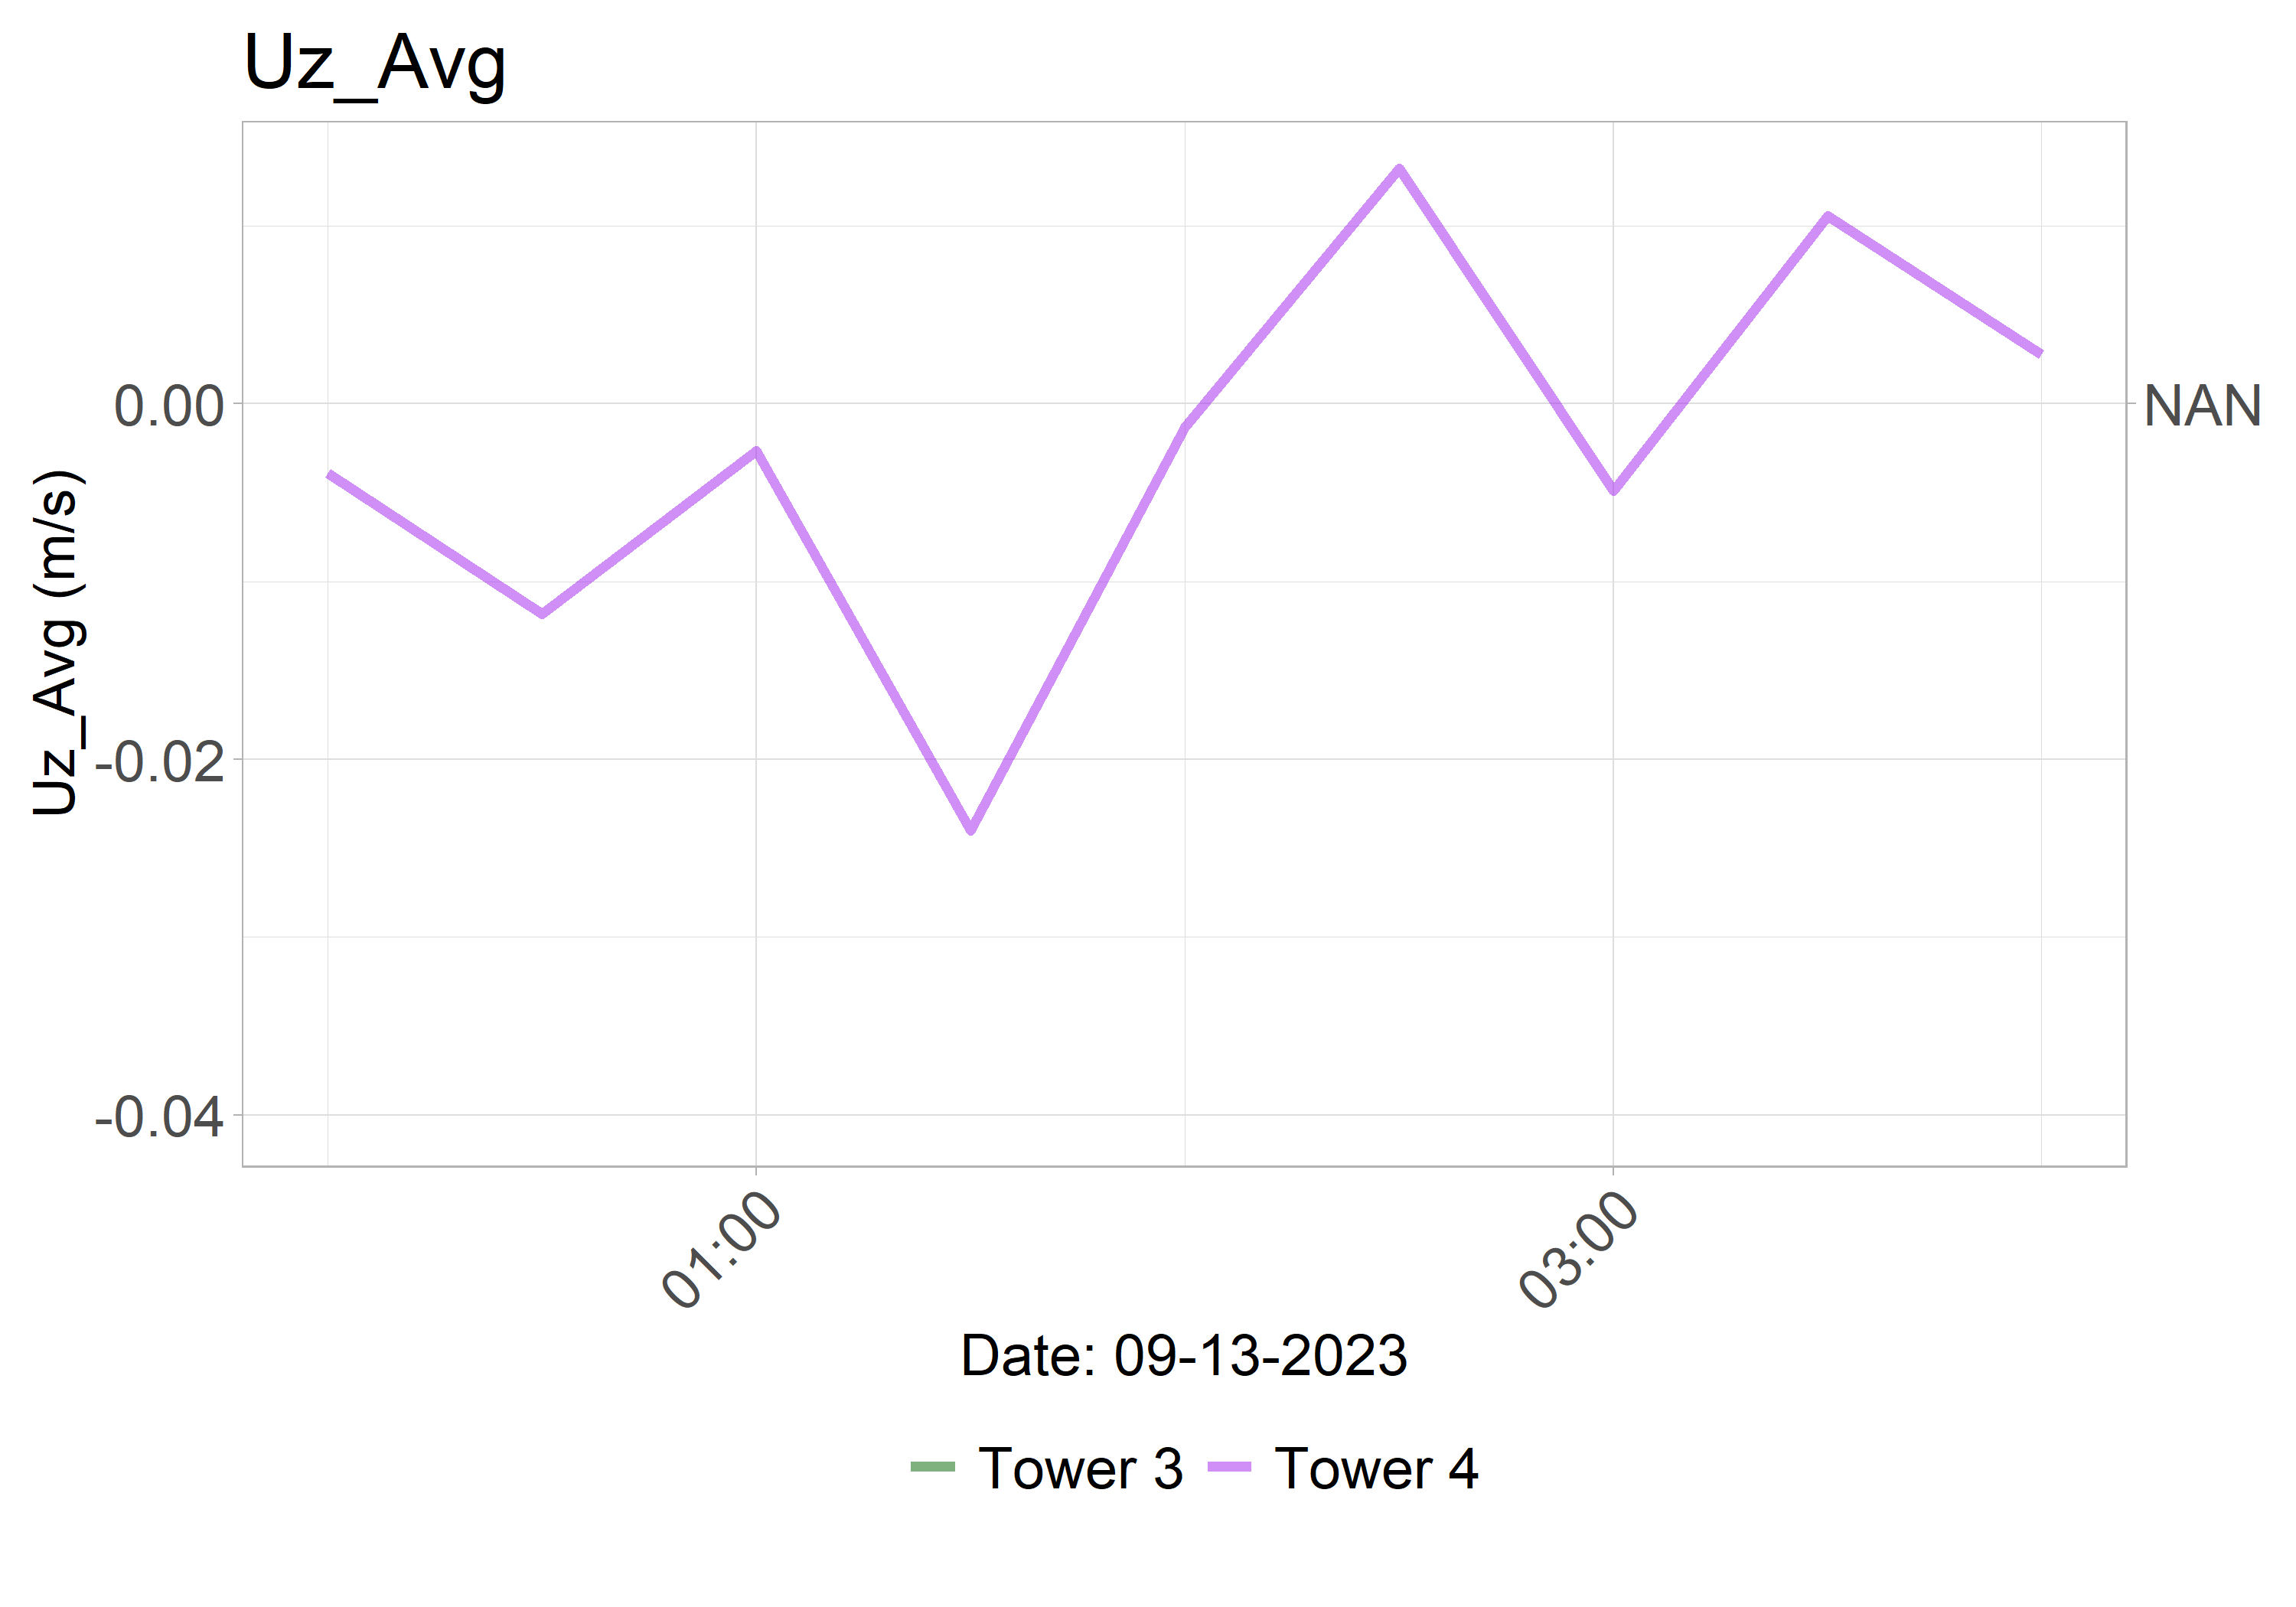 Uz_Avg
Uz_Avg (m/s)
0.00
-0.02
-0.04
NAN
01:00
03:00
Date: 09-13-2023
Tower 3
Tower 4